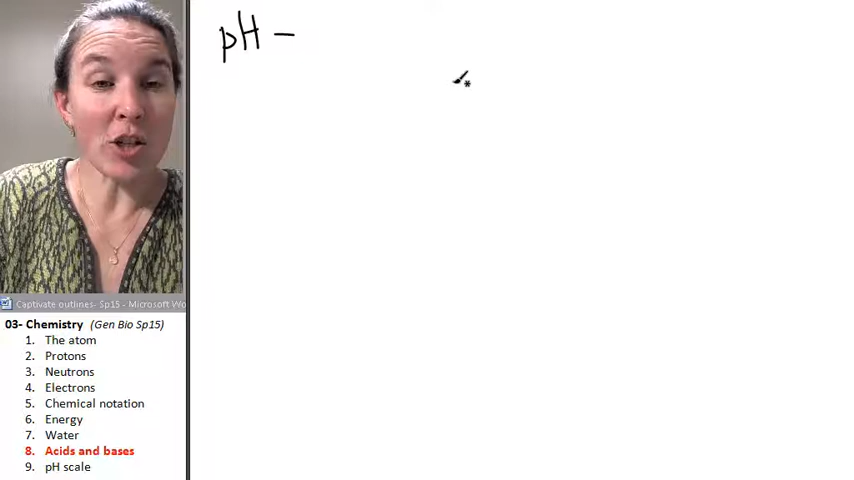 pH -
Captivate outlines- Sp15 - Microsoft Wo
03- Chemistry (Gen Bio Sp15)
1. The atom
2. Protons
3. Neutrons
4. Electrons
5. Chemical notation
6. Energy
7. Water
8. Acids and bases
9. pH scale